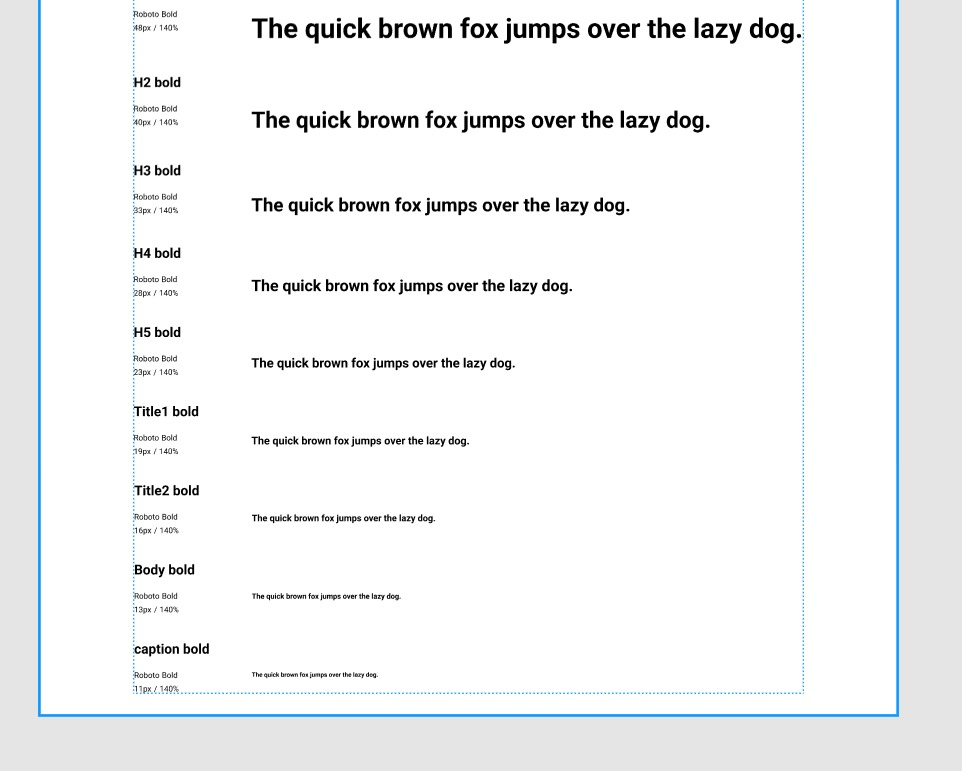 Roboto Bold
48px / 140%
The quick brown fox jumps over the lazy dog.
H2 bold
Roboto Bold
40px / 140%
The quick brown fox jumps over the lazy dog.
H3 bold
Roboto Bold
33px / 140%
The quick brown fox jumps over the lazy dog.
H4 bold
Roboto Bold
28px / 140%
The quick brown fox jumps over the lazy dog.
H5 bold
Roboto Bold
23px / 140%
The quick brown fox jumps over the lazy dog.
Title1 bold
Roboto Bold
19px / 140%
The quick brown fox jumps over the lazy dog.
Title2 bold
Roboto Bold
16px / 140%
The quick brown fox jumps over the lazy dog.
Body bold
Roboto Bold
13px / 140%
The quick brown fox jumps over the lazy dog.
caption bold
Roboto Bold
11px / 140%
The quick brown fox jumps over the lazy dog.